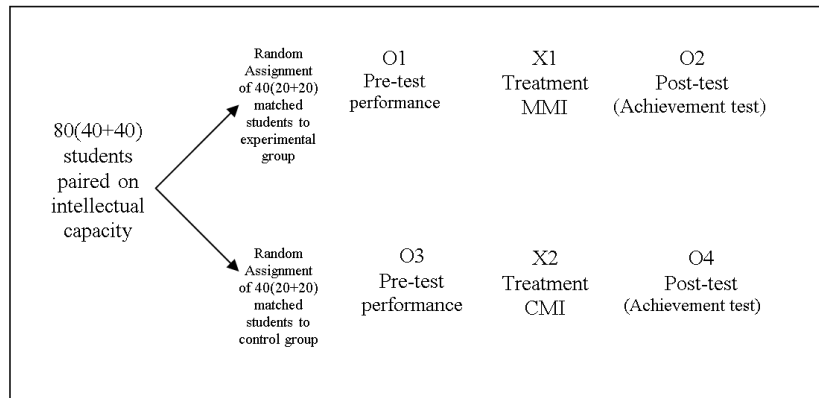 80(40+40)
students
paired on
intellectual
capacity
Random
Assignment
of 40(20+20)
matched
students to
experimental
group
O1
Pre-test
performance
X1
Treatment
MMI
O2
Post-test
(Achievement test)
Random
Assignment
of 40(20+20)
matched
students to
control group
O3
Pre-test
performance
X2
Treatment
CMI
O4
Post-test
(Achievement test)